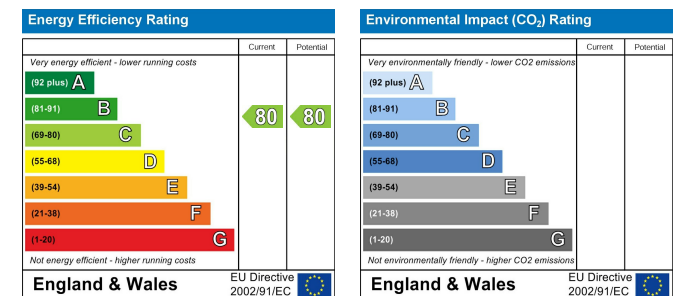 Energy Efficiency Rating
Current Potential
Very energy efficient - lower running costs
(92 plus) A
(81-91) B
80 80
(69-80) C
(55-68) D
(39-54) E
(21-38) F
(1-20) G
Not energy efficient - higher running costs
England & Wales
EU Directive
2002/91/EC
Environmental Impact (CO₂) Rating
Current Potential
Very environmentally friendly - lower CO2 emissions
(92 plus) A
(81-91) B
(69-80) C
(55-68) D
(39-54) E
(21-38) F
(1-20) G
Not environmentally friendly - higher CO2 emissions
England & Wales
EU Directive
2002/91/EC